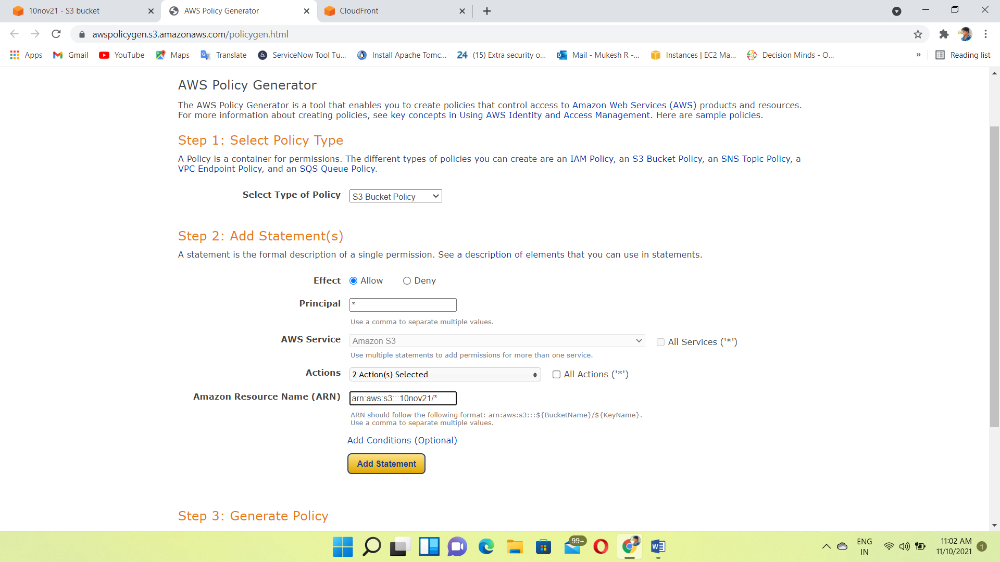 10nov21 - S3 bucket
AWS Policy Generator
CloudFront
awspolicygen.s3.amazonaws.com/policygen.html
Apps
Gmail
YouTube
Maps
Translate
ServiceNow Tool Tu...
Install Apache Tomc...
24 (15) Extra security o...
Mail - Mukesh R -...
Instances | EC2 Ma...
Decision Minds - O...
»
Reading list
AWS Policy Generator
The AWS Policy Generator is a tool that enables you to create policies that control access to Amazon Web Services (AWS) products and resources.
For more information about creating policies, see key concepts in Using AWS Identity and Access Management. Here are sample policies.
Step 1: Select Policy Type
A Policy is a container for permissions. The different types of policies you can create are an IAM Policy, an S3 Bucket Policy, an SNS Topic Policy, a
VPC Endpoint Policy, and an SQS Queue Policy.
Select Type of Policy S3 Bucket Policy
Step 2: Add Statement(s)
A statement is the formal description of a single permission. See a description of elements that you can use in statements.
Effect Allow Deny
Principal *
Use a comma to separate multiple values.
AWS Service Amazon S3 All Services ('*')
Use multiple statements to add permissions for more than one service.
Actions 2 Action(s) Selected All Actions ('*')
Amazon Resource Name (ARN) arn:aws:s3:::10nov21/*
ARN should follow the following format: arn:aws:s3:::${BucketName}/${KeyName}.
Use a comma to separate multiple values.
Add Conditions (Optional)
Add Statement
Step 3: Generate Policy
99+
ENG
IN
11:02 AM
11/10/2021
1